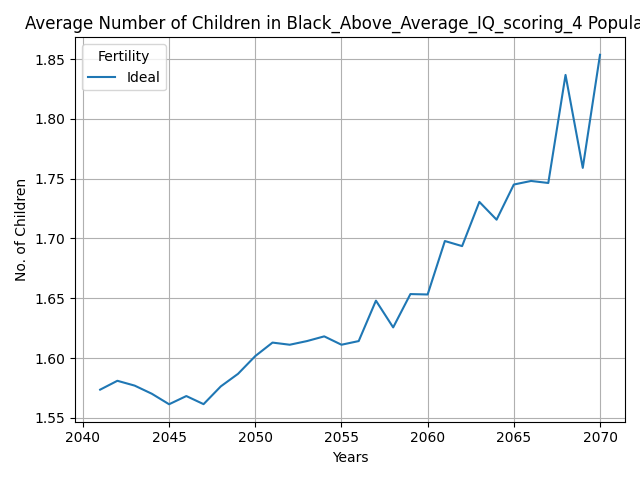 Average Number of Children in Black_Above_Average_IQ_scoring_4 Popula
Fertility
Ideal
1.85
1.80
1.75
1.70
1.65
1.60
1.55
No. of Children
2040 2045 2050 2055 2060 2065 2070
Years